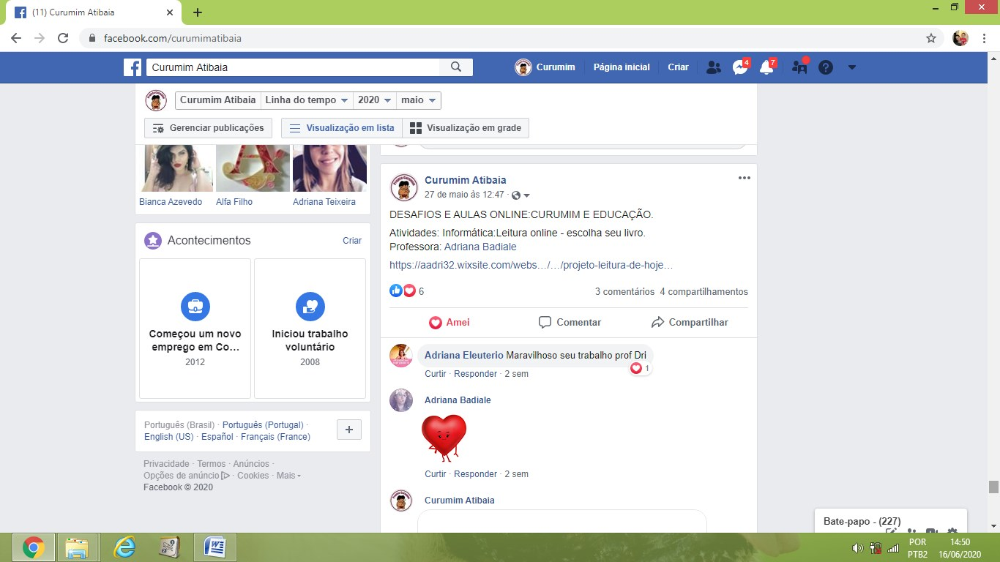 (11) Curumim Atibaia
facebook.com/curumimatibaia
Curumim Atibaia
Curumim
Página inicial
Criar
4
7
Curumim Atibaia
Linha do tempo
2020
maio
Gerenciar publicações
Visualização em lista
Visualização em grade
Bianca Azevedo
Alfa Filho
Adriana Teixeira
Acontecimentos
Criar
Começou um novo
emprego em Co…
2012
Iniciou trabalho
voluntário
2008
Português (Brasil) · Português (Portugal) ·
English (US) · Español · Français (France)
Privacidade · Termos · Anúncios ·
Opções de anúncio · Cookies · Mais
Facebook © 2020
Curumim Atibaia
27 de maio às 12:47 ·
DESAFIOS E AULAS ONLINE:CURUMIM E EDUCAÇÃO.
Atividades: Informática:Leitura online - escolha seu livro.
Professora: Adriana Badiale
https://aadri32.wixsite.com/webs…/…/projeto-leitura-de-hoje…
6
3 comentários 4 compartilhamentos
Amei
Comentar
Compartilhar
Adriana Eleuterio Maravilhoso seu trabalho prof Dri
1
Curtir · Responder · 2 sem
Adriana Badiale
Curtir · Responder · 2 sem
Curumim Atibaia
Bate-papo - (227)
POR
PTB2
14:50
16/06/2020